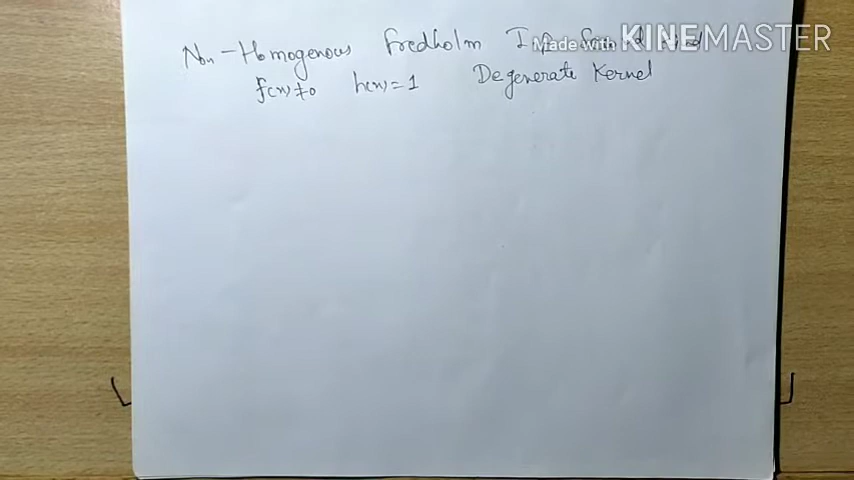 Non-Homogenous Fredholm
f(x)≠0 h(x)=1 Degenerate Kernel
Made with KINEMASTER